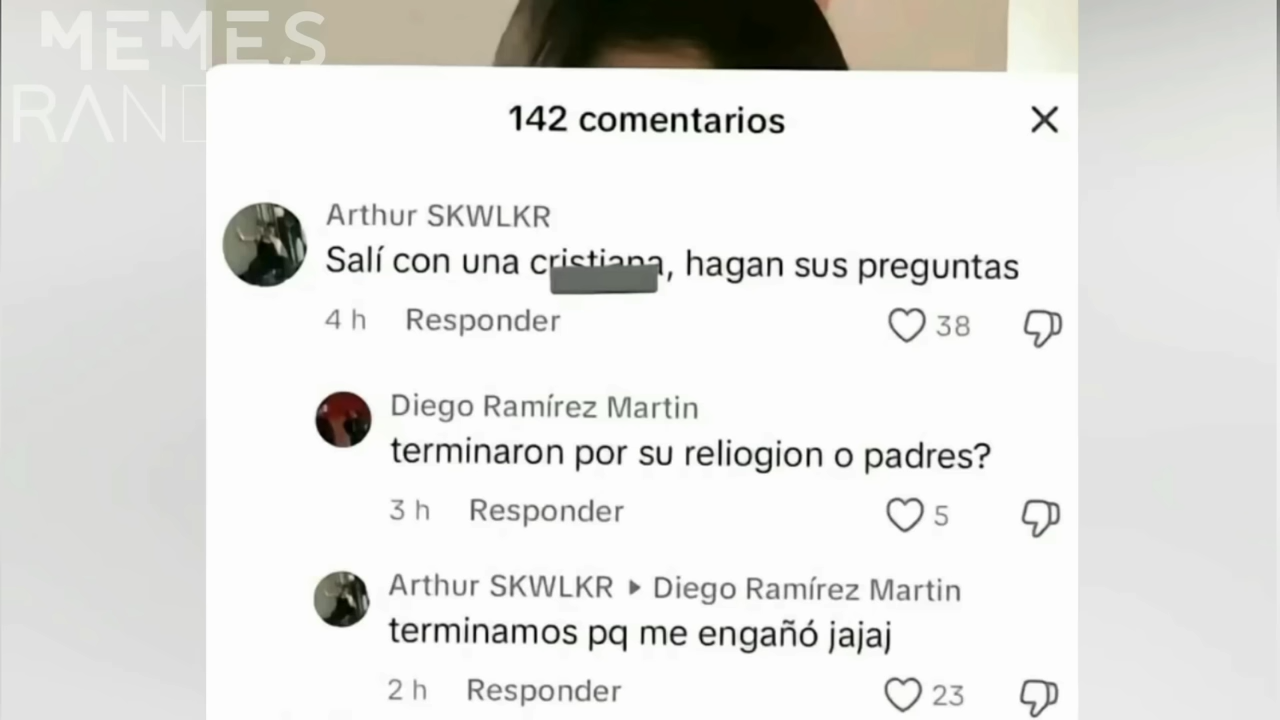 MEMES
RAN
142 comentarios
Arthur SKWLKR
Salí con una cristiana, hagan sus preguntas
4 h Responder 38
Diego Ramírez Martin
terminaron por su reliogion o padres?
3 h Responder 5
Arthur SKWLKR Diego Ramírez Martin
terminamos pq me engañó jajaj
2 h Responder 23